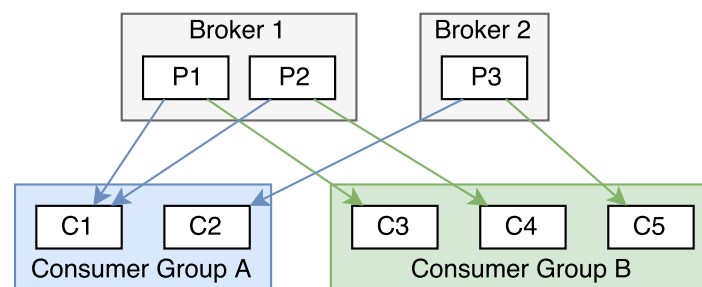 Broker 1
Broker 2
P1
P2
P3
C1
C2
C3
C4
C5
Consumer Group A
Consumer Group B